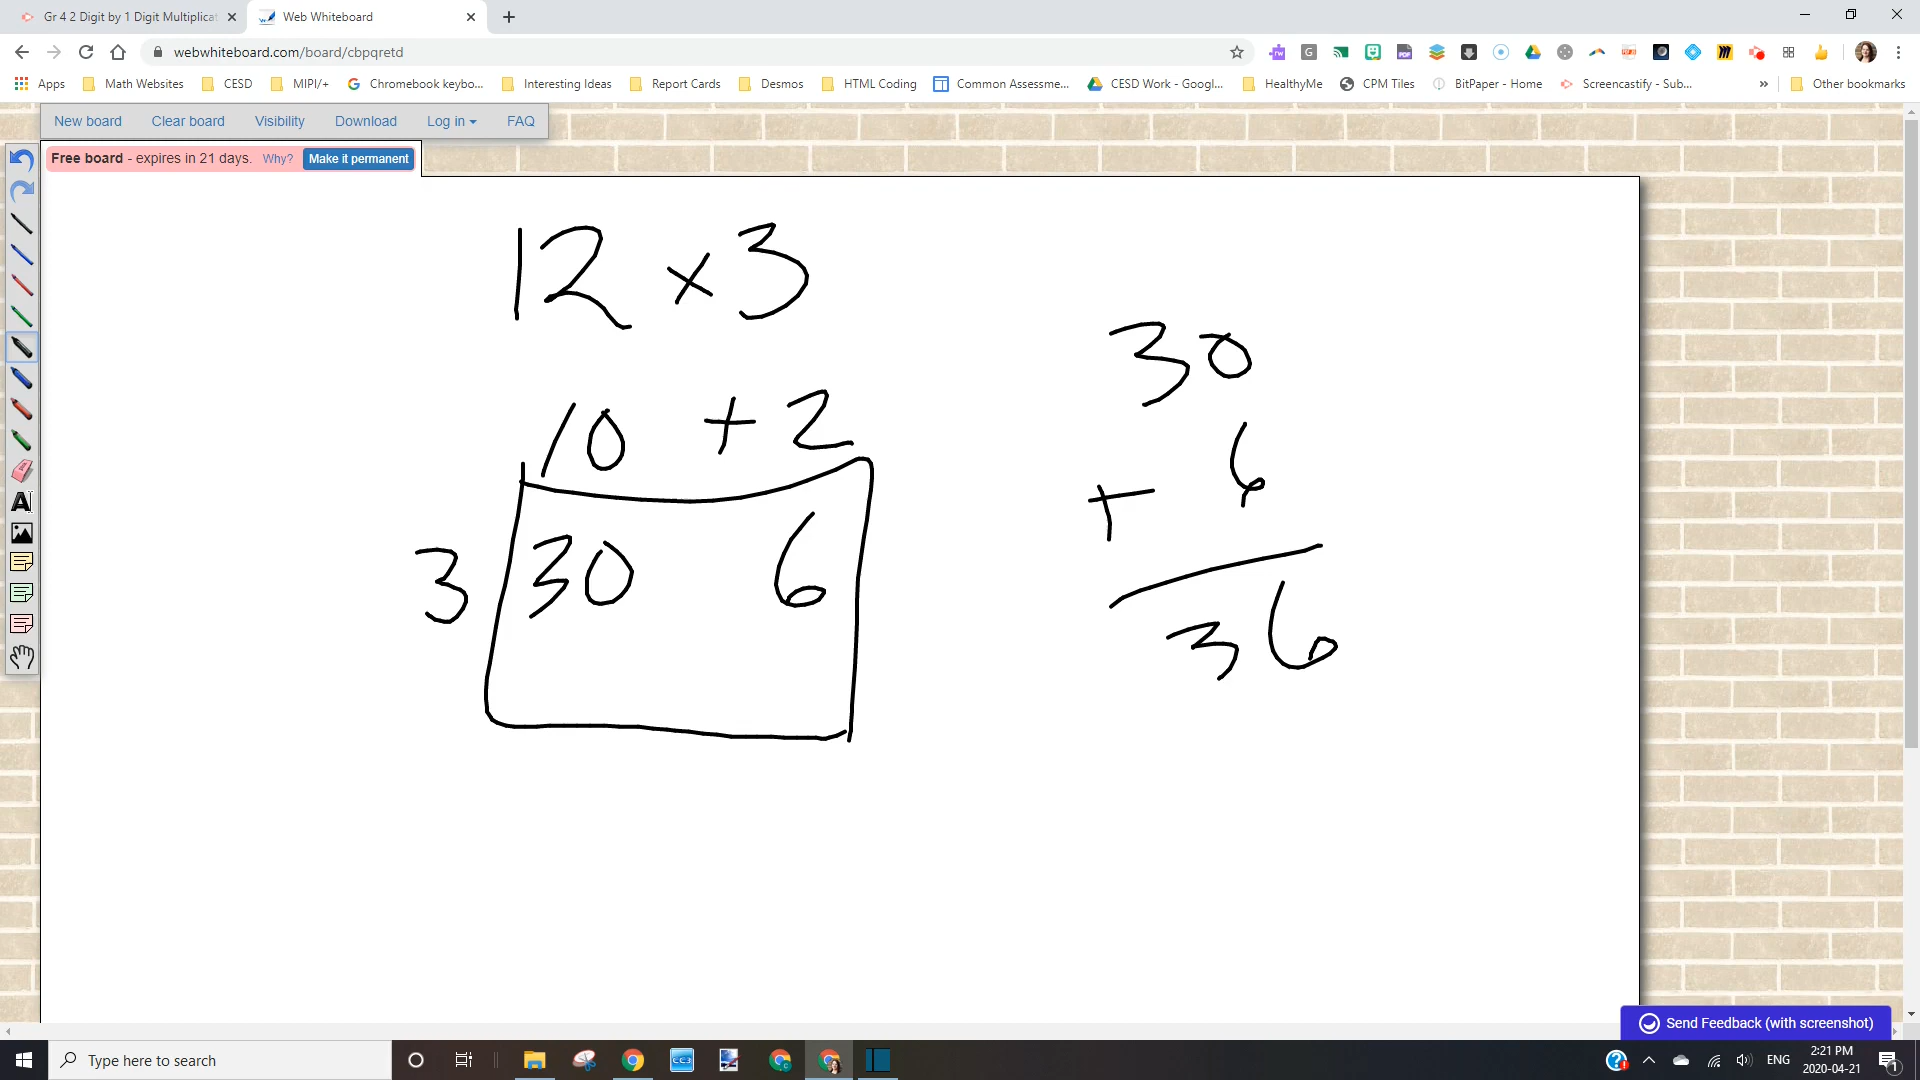 Gr 4 2 Digit by 1 Digit Multiplicat
Web Whiteboard
webwhiteboard.com/board/cbpqretd
Apps Math Websites CESD MIPI/+ Chromebook keybo... Interesting Ideas Report Cards Desmos HTML Coding Common Assessme... CESD Work - Googl... HealthyMe CPM Tiles BitPaper - Home Screencastify - Sub... » Other bookmarks
New board Clear board Visibility Download Log in FAQ
Free board - expires in 21 days. Why? Make it permanent
12 x 3
10 + 2
3 30 6
30
+ 6
36
A
Send Feedback (with screenshot)
Type here to search
ENG
2:21 PM
2020-04-21